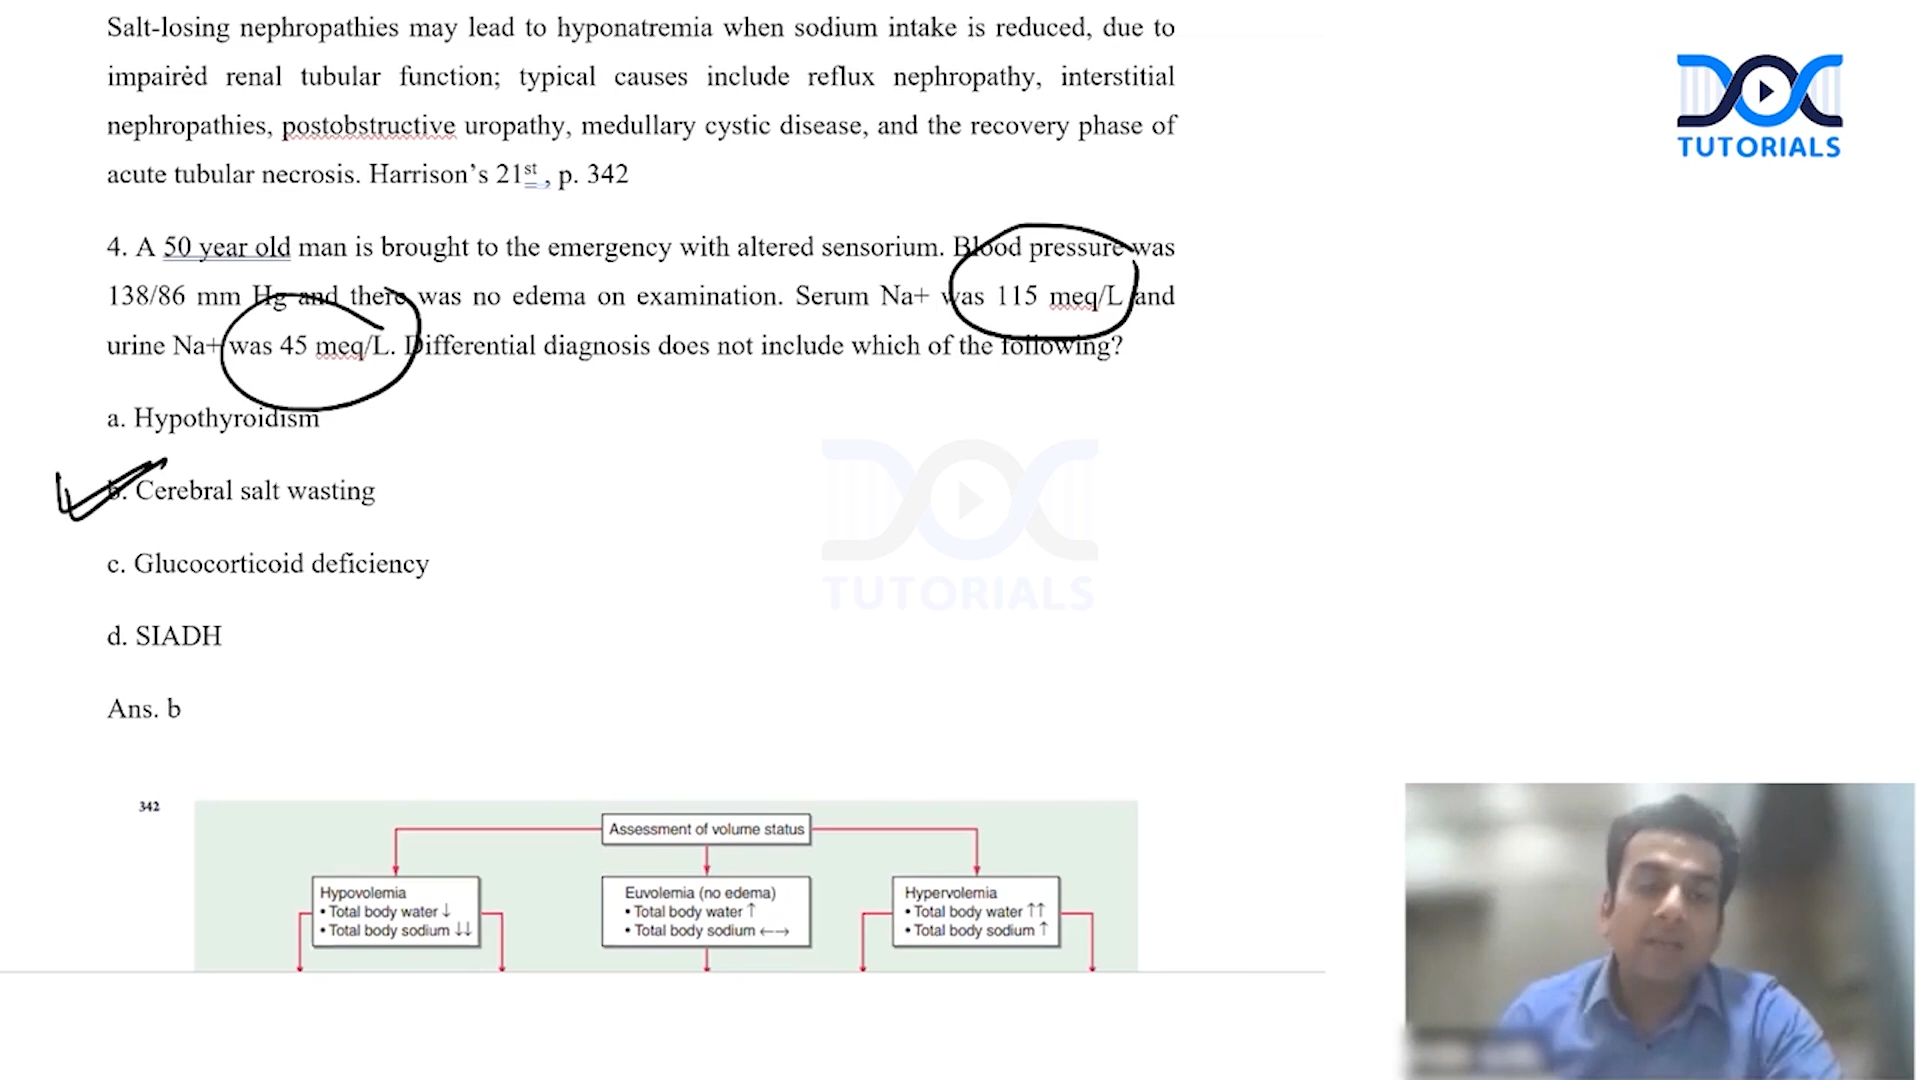 Salt-losing nephropathies may lead to hyponatremia when sodium intake is reduced, due to
impairėd renal tubular function; typical causes include reflux nephropathy, interstitial
nephropathies, postobstructive uropathy, medullary cystic disease, and the recovery phase of
acute tubular necrosis. Harrison’s 21st , p. 342
DOC
TUTORIALS
4. A 50 year old man is brought to the emergency with altered sensorium. Blood pressure was
138/86 mm Hg and there was no edema on examination. Serum Na+ was 115 meq/L and
urine Na+ was 45 meq/L. Differential diagnosis does not include which of the following?
a. Hypothyroidism
b. Cerebral salt wasting
c. Glucocorticoid deficiency
d. SIADH
DOC
TUTORIALS
Ans. b
342
Assessment of volume status
Hypovolemia
• Total body water ↓
• Total body sodium ↓↓
Euvolemia (no edema)
• Total body water ↑
• Total body sodium ←→
Hypervolemia
• Total body water ↑↑
• Total body sodium ↑